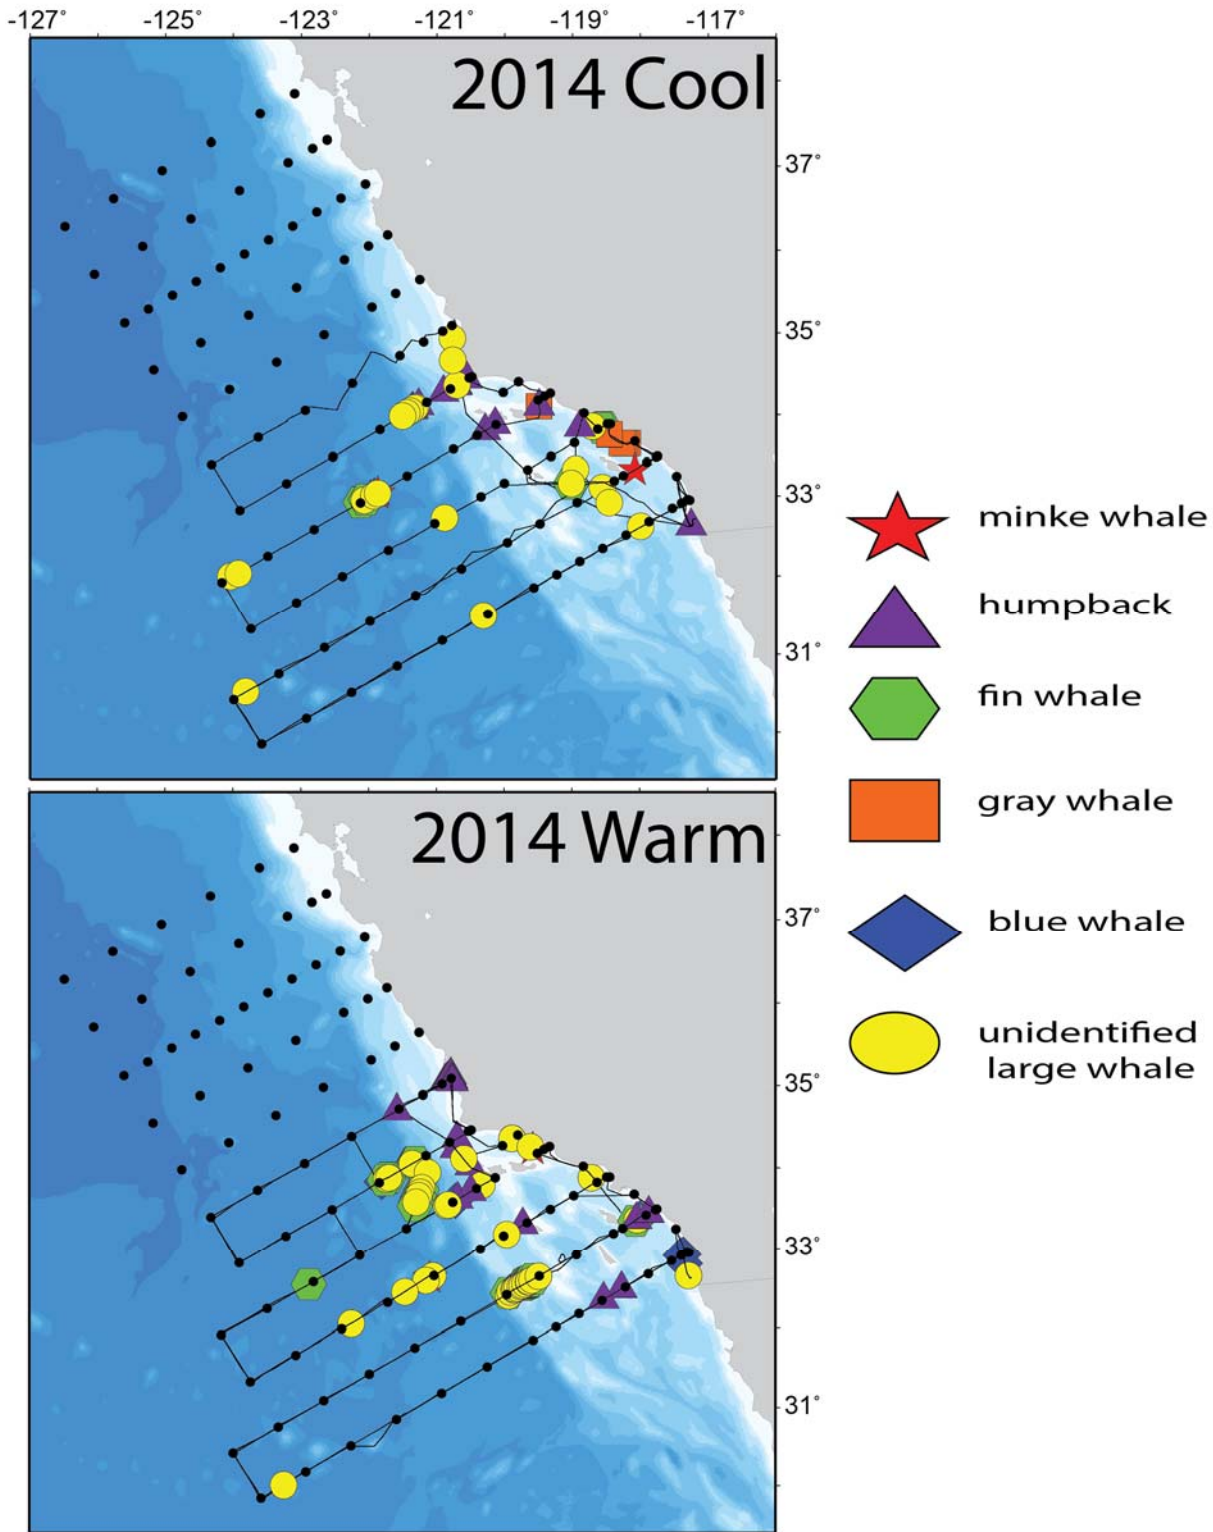 -127° -125° -123° -121° -119° -117°
2014 Cool
37°
35°
33°
31°
minke whale
humpback
fin whale
gray whale
blue whale
unidentified
large whale
2014 Warm
37°
35°
33°
31°